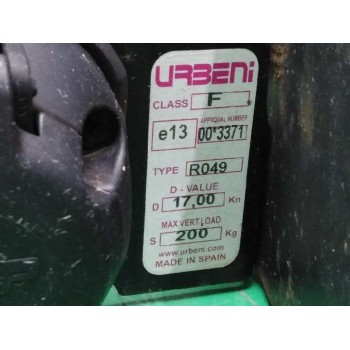 URBENi
CLASS F
e13 APPROVAL NUMBER 00*3371
TYPE R049
D - VALUE
D 17,00 Kn
MAX.VERT.LOAD
S 200 Kg
www.urbeni.com
MADE IN SPAIN